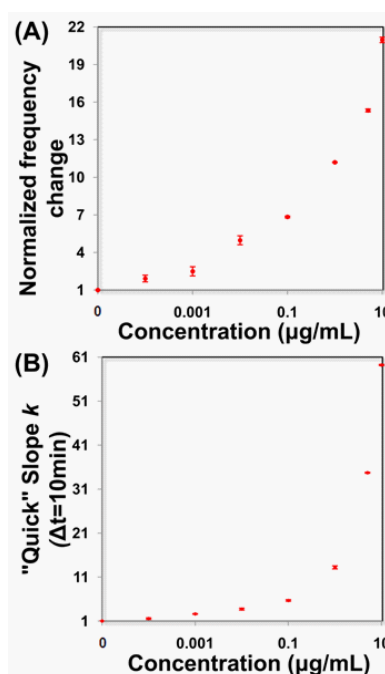 (A)
Normalized frequency
change
22
19
16
13
10
7
4
1
0
0.001
0.1
10
Concentration (µg/mL)
(B)
"Quick" Slope k
(Δt=10min)
61
51
41
31
21
11
1
0
0.001
0.1
10
Concentration (µg/mL)